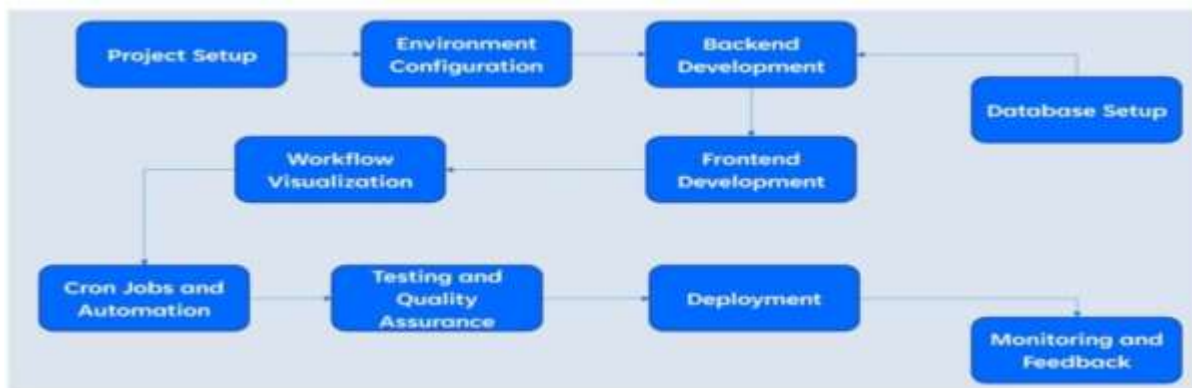 Project Setup
Environment
Configuration
Backend
Development
Database Setup
Workflow
Visualization
Frontend
Development
Cron Jobs and
Automation
Testing and
Quality
Assurance
Deployment
Monitoring and
Feedback